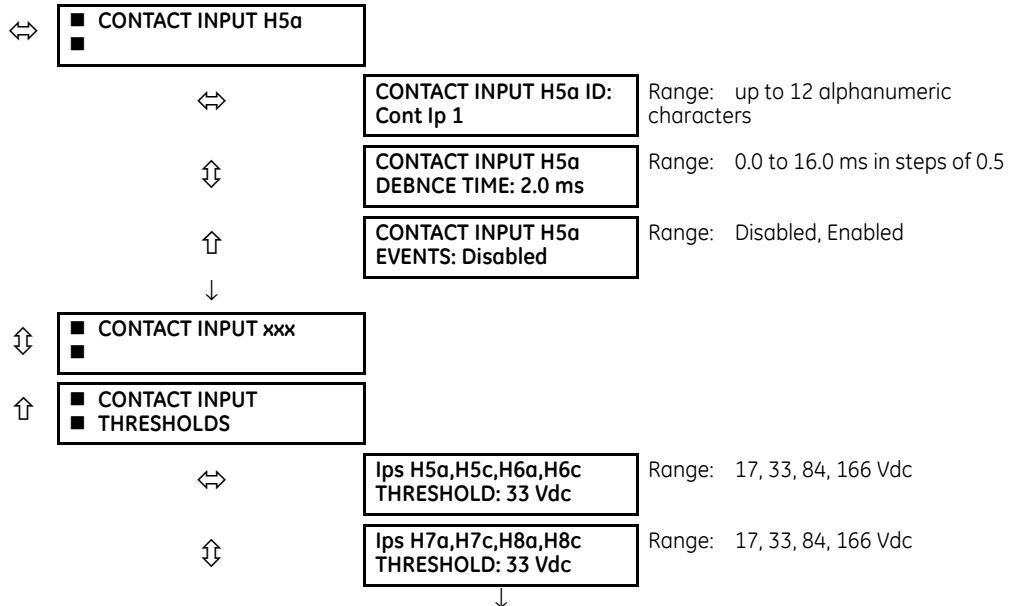 ■ CONTACT INPUT H5a
■
CONTACT INPUT H5a ID:
Cont Ip 1
Range: up to 12 alphanumeric
characters
CONTACT INPUT H5a
DEBNCE TIME: 2.0 ms
Range: 0.0 to 16.0 ms in steps of 0.5
CONTACT INPUT H5a
EVENTS: Disabled
Range: Disabled, Enabled
↓
■ CONTACT INPUT xxx
■
■ CONTACT INPUT
■ THRESHOLDS
Ips H5a,H5c,H6a,H6c
THRESHOLD: 33 Vdc
Range: 17, 33, 84, 166 Vdc
Ips H7a,H7c,H8a,H8c
THRESHOLD: 33 Vdc
Range: 17, 33, 84, 166 Vdc
↓